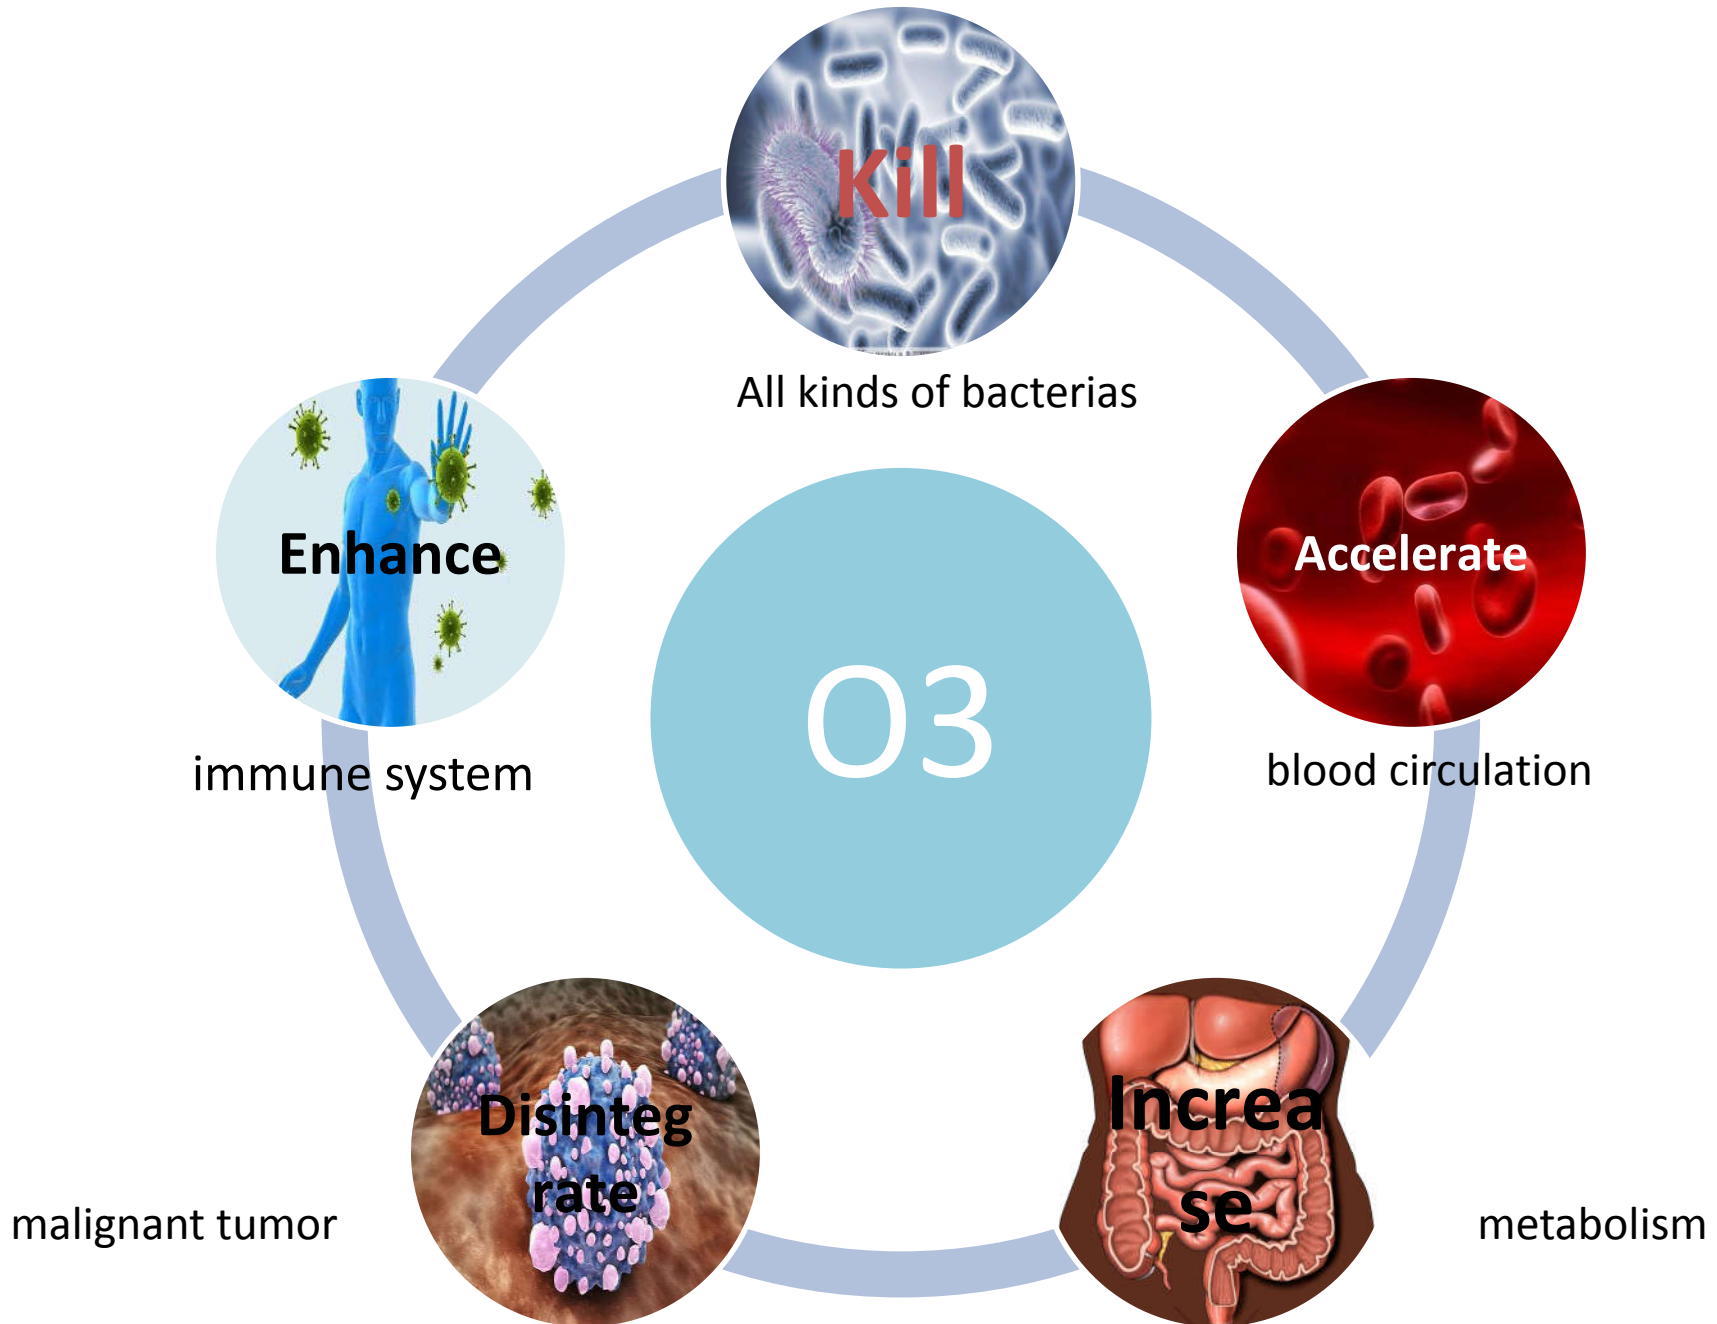 Kill
All kinds of bacterias
Enhance
immune system
Accelerate
blood circulation
O3
Disinteg
rate
malignant tumor
Increa
se
metabolism